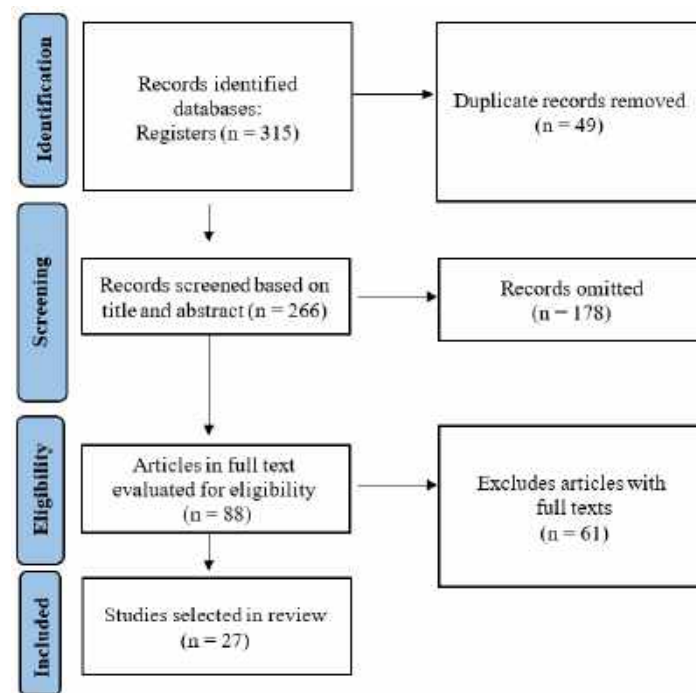 Identification
Records identified
databases:
Registers (n = 315)
Duplicate records removed
(n = 49)
Screening
Records screened based on
title and abstract (n = 266)
Records omitted
(n = 178)
Eligibility
Articles in full text
evaluated for eligibility
(n = 88)
Excludes articles with
full texts
(n = 61)
Included
Studies selected in review
(n = 27)